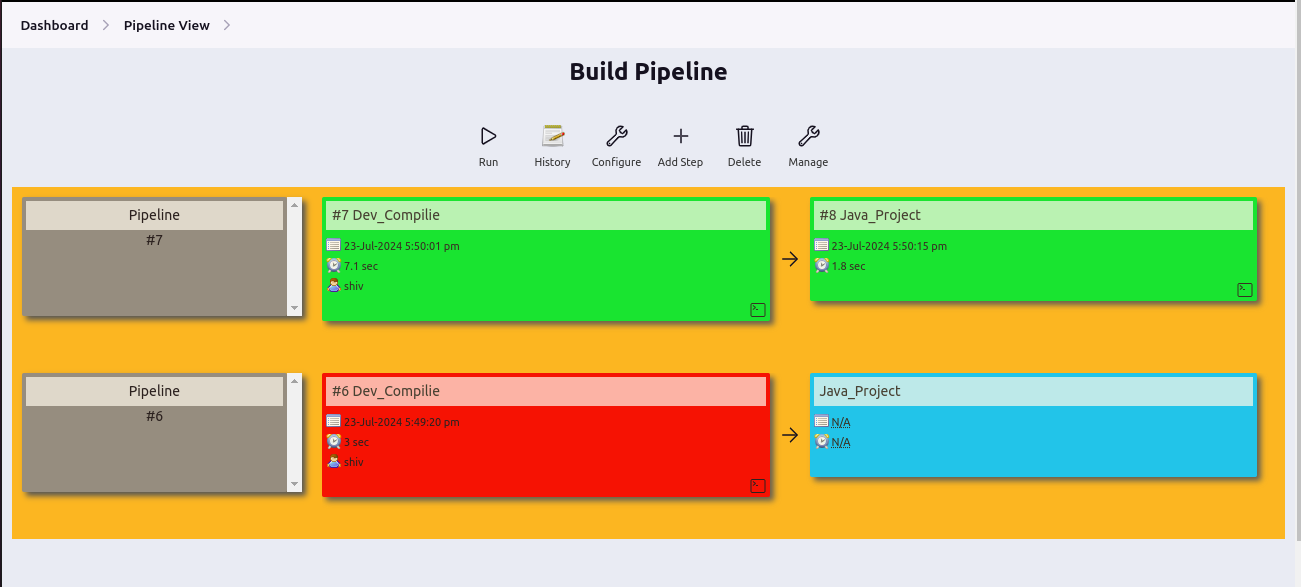 Dashboard > Pipeline View >
Build Pipeline
Run History Configure Add Step Delete Manage
Pipeline
#7
#7 Dev_Compilie
23-Jul-2024 5:50:01 pm
7.1 sec
shiv
#8 Java_Project
23-Jul-2024 5:50:15 pm
1.8 sec
Pipeline
#6
#6 Dev_Compilie
23-Jul-2024 5:49:20 pm
3 sec
shiv
Java_Project
N/A
N/A